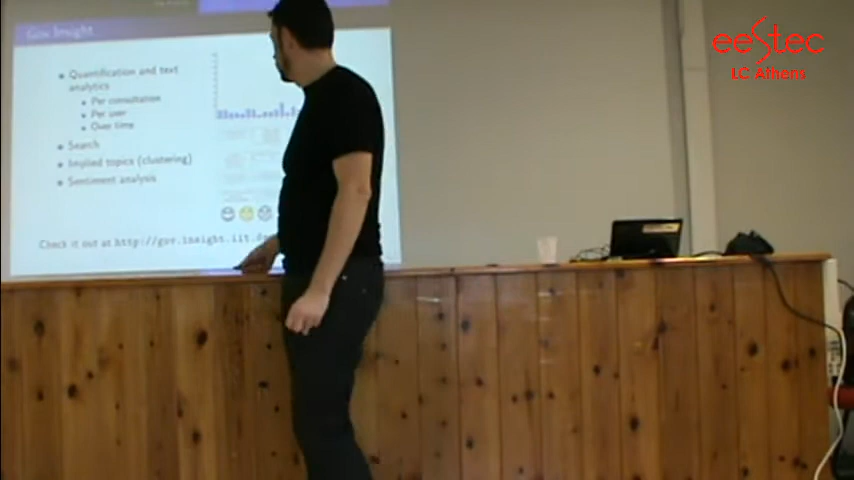 Gov Insight
Quantification and text
analytics
Per consultation
Per user
Over time
Search
Implied topics (clustering)
Sentiment analysis
Check it out at http://gov.insight.iit.
eeStec
LC Athens